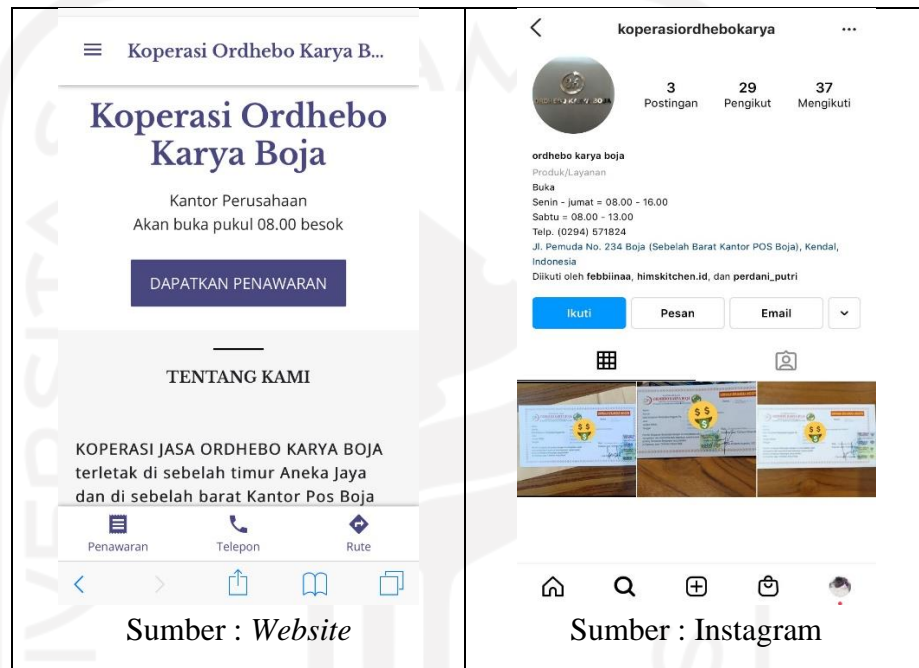 Koperasi Ordhebo Karya B...
Koperasi Ordhebo
Karya Boja
Kantor Perusahaan
Akan buka pukul 08.00 besok
DAPATKAN PENAWARAN
TENTANG KAMI
KOPERASI JASA ORDHEBO KARYA BOJA
terletak di sebelah timur Aneka Jaya
dan di sebelah barat Kantor Pos Boja
Penawaran Telepon Rute
Sumber : Website
koperasiordhebokarya
3 29 37
Postingan Pengikut Mengikuti
ordhebo karya boja
Produk/Layanan
Buka
Senin - jumat = 08.00 - 16.00
Sabtu = 08.00 - 13.00
Telp. (0294) 571824
Jl. Pemuda No. 234 Boja (Sebelah Barat Kantor POS Boja), Kendal,
Indonesia
Diikuti oleh febbiinaa, himskitchen.id, dan perdani_putri
Ikuti Pesan Email
Sumber : Instagram